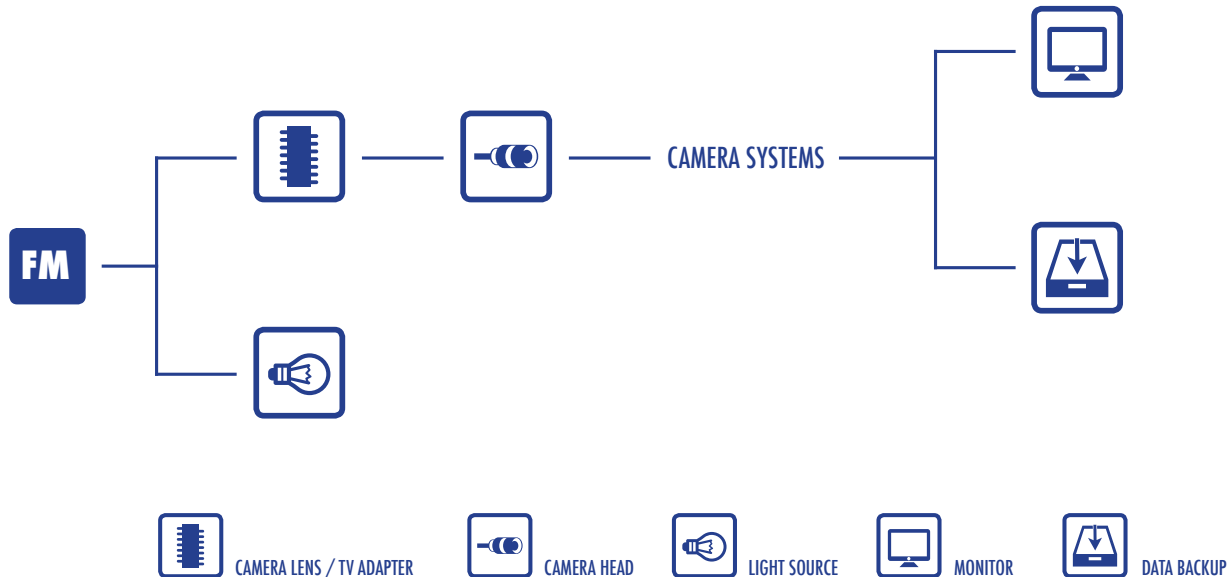 CAMERA SYSTEMS
FM
CAMERA LENS / TV ADAPTER
CAMERA HEAD
LIGHT SOURCE
MONITOR
DATA BACKUP